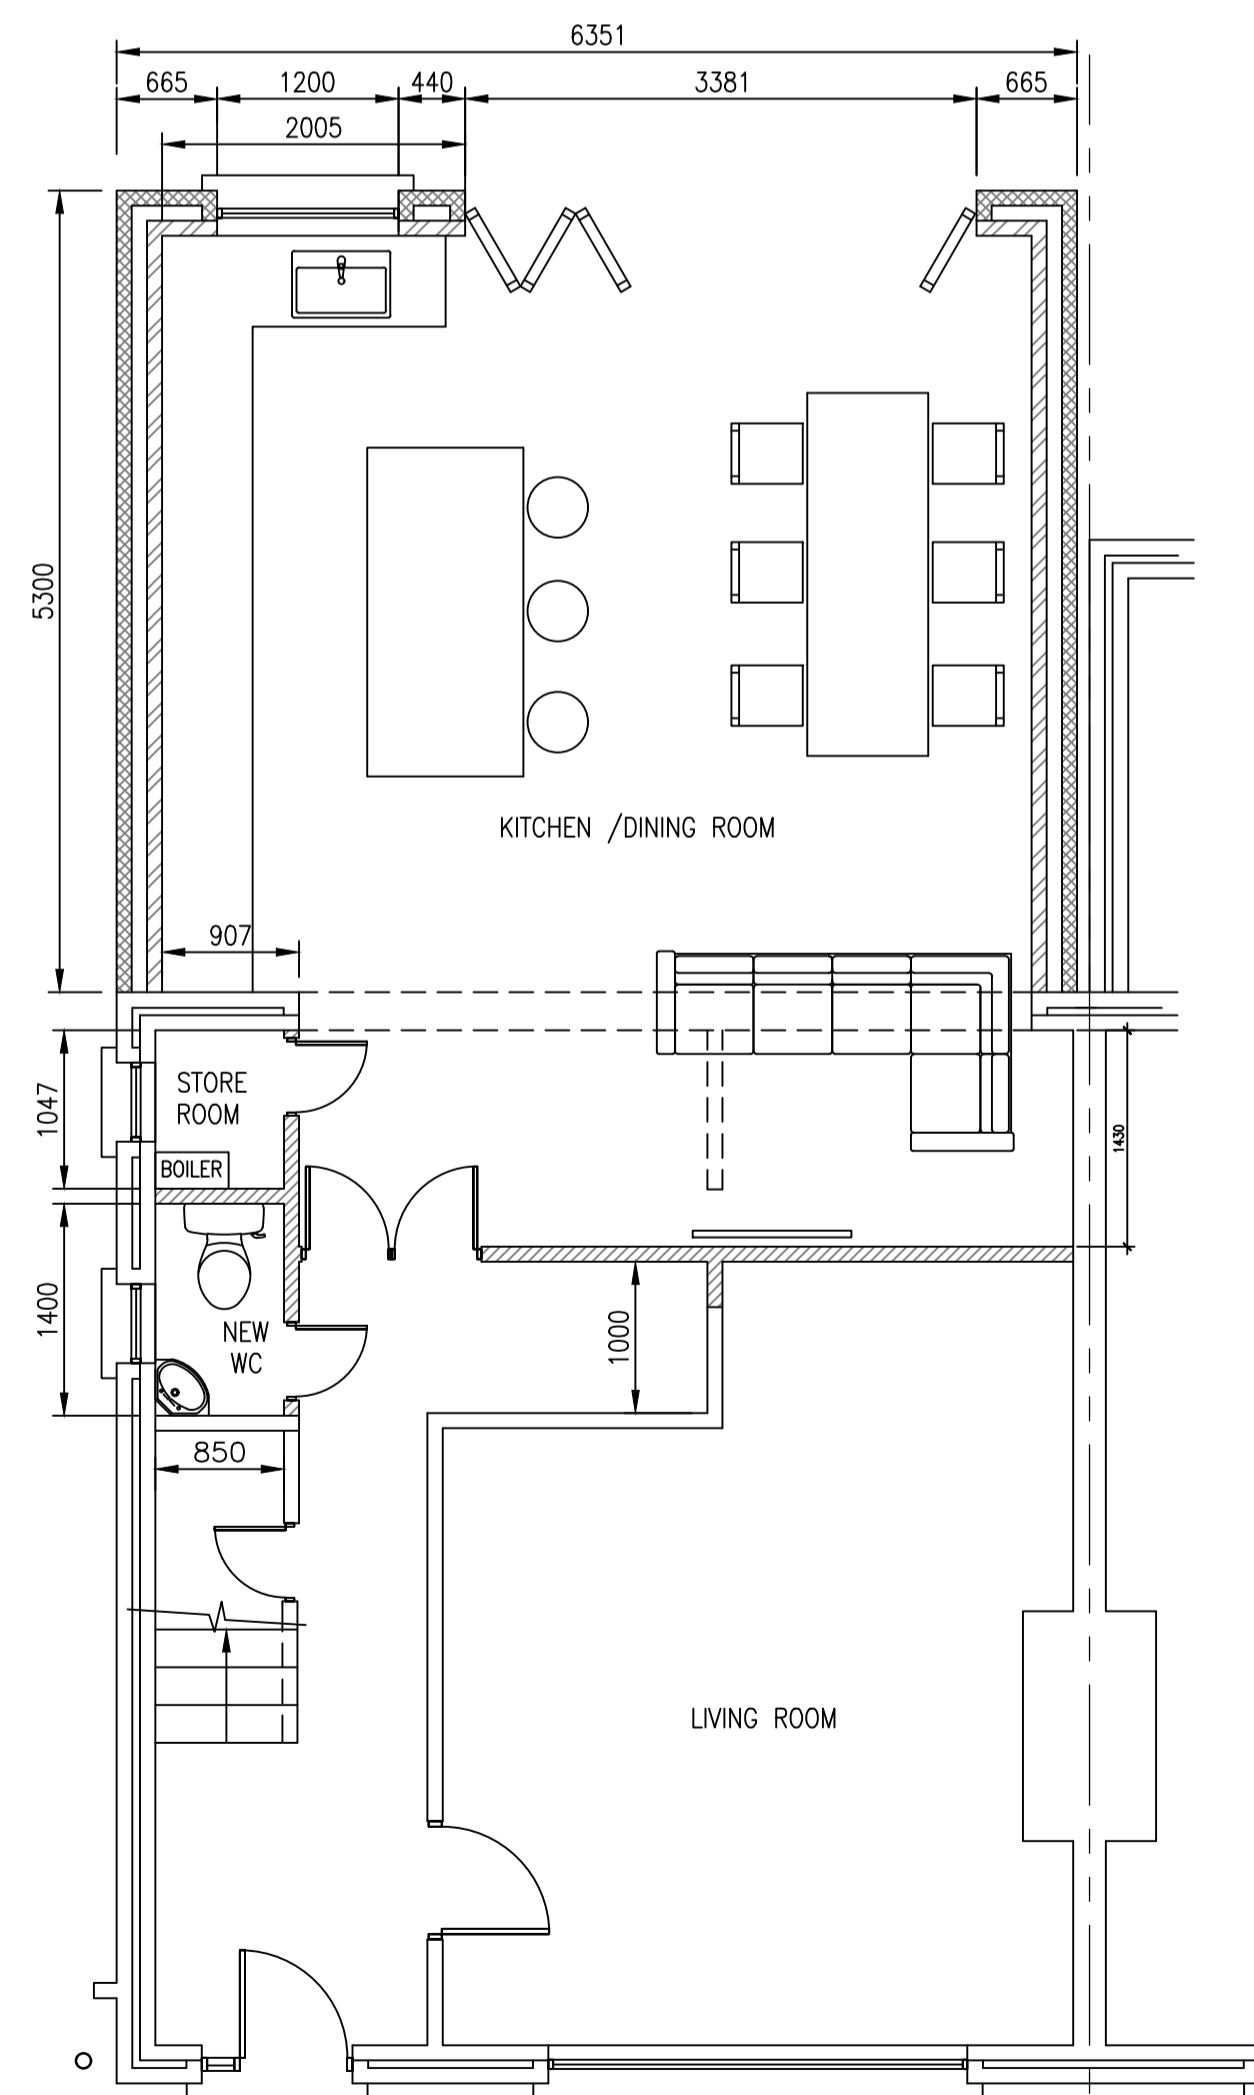 6351
665 1200 440 3381 665
2005
5300
KITCHEN /DINING ROOM
907
STORE
ROOM
1047
1430
BOILER
1400
NEW
WC
1000
850
LIVING ROOM